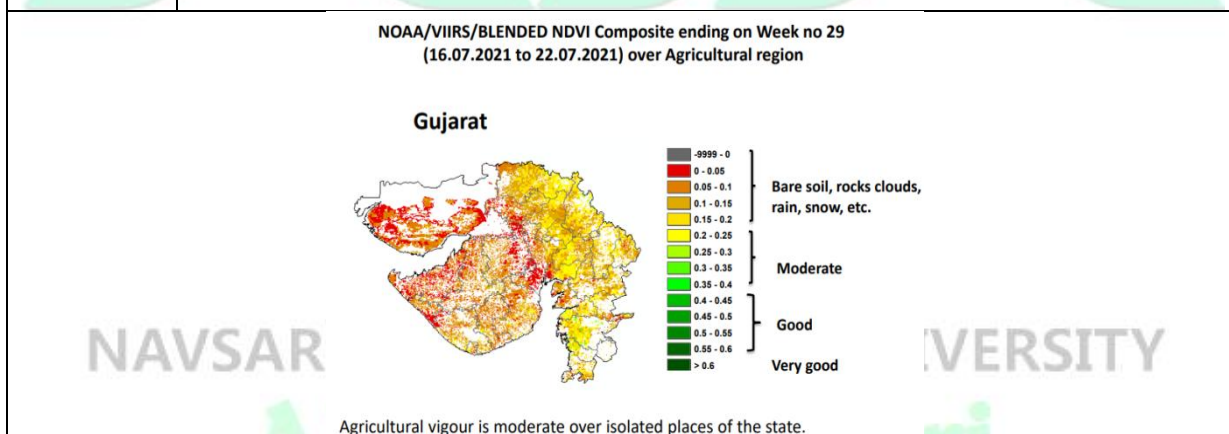 NOAA/VIIRS/BLENDED NDVI Composite ending on Week no 29
(16.07.2021 to 22.07.2021) over Agricultural region
Gujarat
-9999 - 0
0 - 0.05
0.05 - 0.1
0.1 - 0.15
0.15 - 0.2
Bare soil, rocks clouds,
rain, snow, etc.
0.2 - 0.25
0.25 - 0.3
0.3 - 0.35
0.35 - 0.4
Moderate
0.4 - 0.45
0.45 - 0.5
0.5 - 0.55
0.55 - 0.6
Good
> 0.6
Very good
NAVSAR VERSITY
Agricultural vigour is moderate over isolated places of the state.